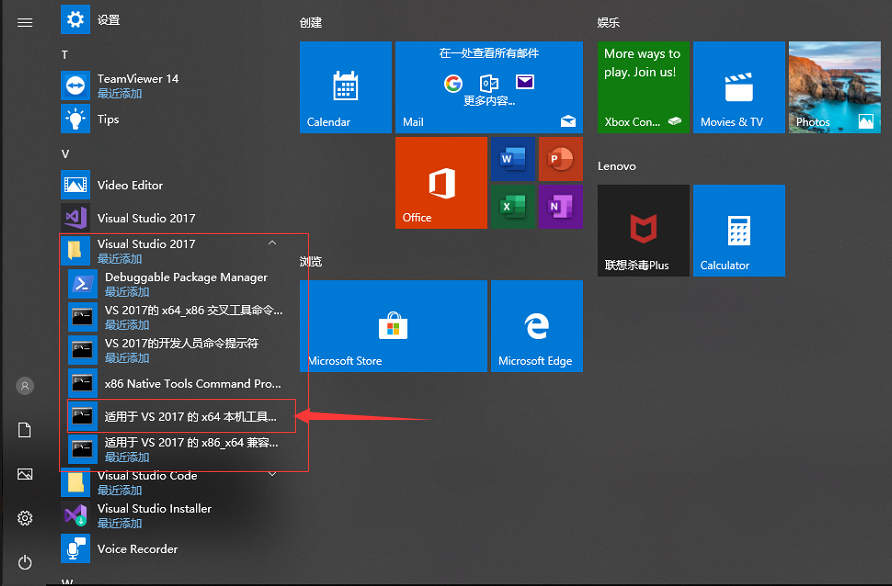 设置
T
TeamViewer 14
最近添加
Tips
V
Video Editor
Visual Studio 2017
Visual Studio 2017
最近添加
Debuggable Package Manager
最近添加
VS 2017的 x64_x86 交叉工具命令...
最近添加
VS 2017的开发人员命令提示符
最近添加
x86 Native Tools Command Pro...
适用于 VS 2017 的 x64 本机工具...
适用于 VS 2017 的 x86_x64 兼容...
最近添加
Visual Studio Code
最近添加
Visual Studio Installer
最近添加
Voice Recorder
W
创建
Calendar
在一处查看所有邮件
更多内容...
Mail
Office
浏览
Microsoft Store
Microsoft Edge
娱乐
More ways to
play. Join us!
Xbox Con...
Movies & TV
Photos
Lenovo
联想杀毒Plus
Calculator